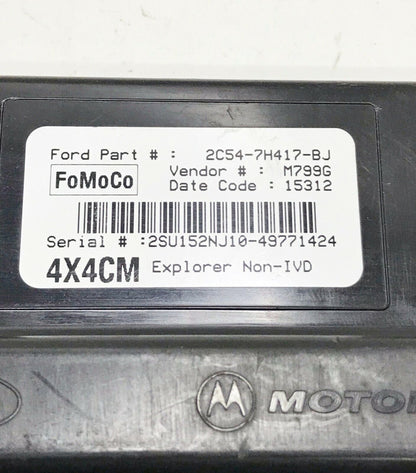 Ford Part # : 2C54-7H417-BJ
FoMoCo
Vendor # : M799G
Date Code : 15312
Serial # :2SU152NJ10-49771424
4X4CM Explorer Non-IVD
MOTO